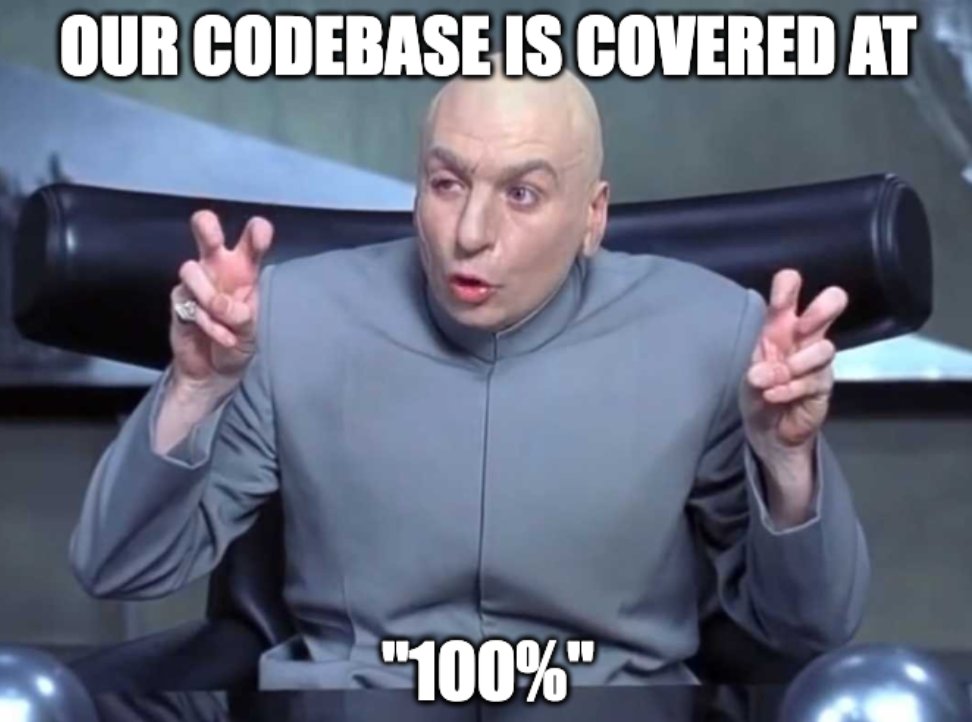 OUR CODEBASE IS COVERED AT
"100%"